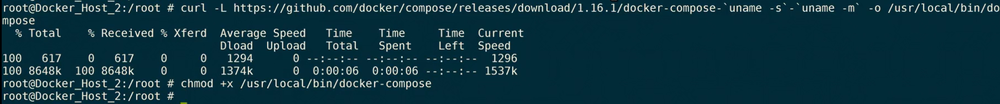 root@Docker_Host_2:/root # curl -L https://github.com/docker/compose/releases/download/1.16.1/docker-compose-`uname -s`-`uname -m` -o /usr/local/bin/do
mpose
% Total % Received % Xferd Average Speed Time Time Time Current
Dload Upload Total Spent Left Speed
100 617 0 617 0 0 1294 0 --:--:-- --:--:-- --:--:-- 1296
100 8648k 100 8648k 0 0 1374k 0 0:00:06 0:00:06 --:--:-- 1537k
root@Docker_Host_2:/root # chmod +x /usr/local/bin/docker-compose
root@Docker_Host_2:/root #